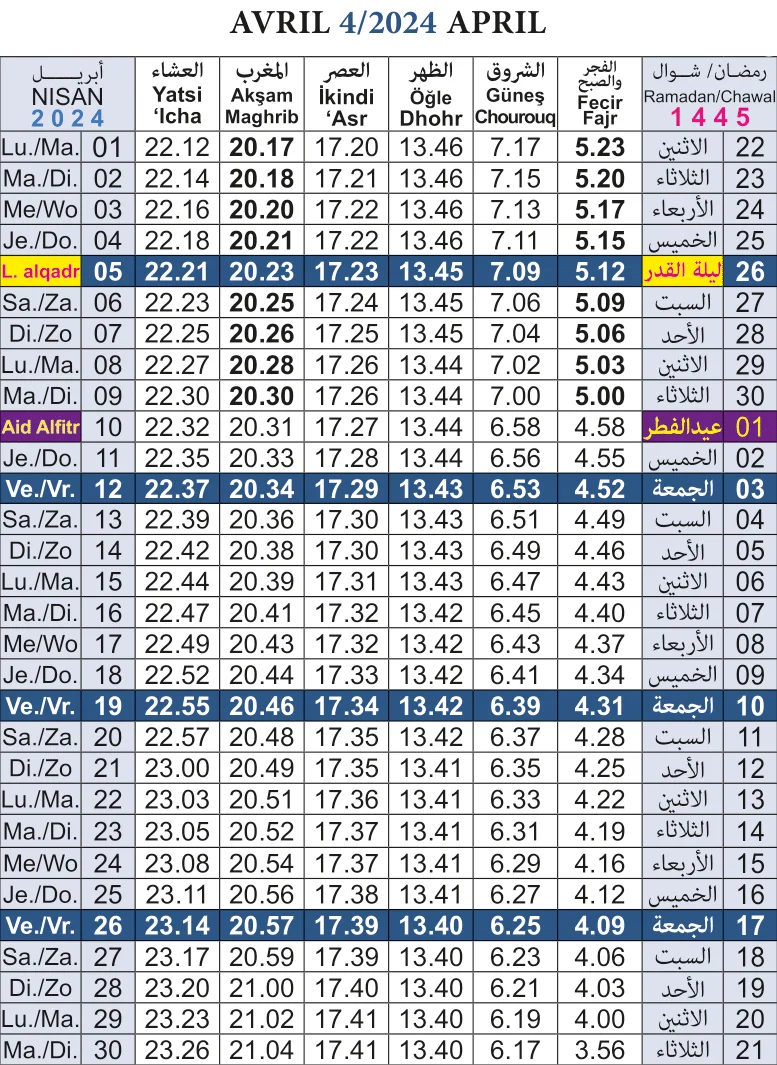 AVRIL 4/2024 APRIL
أبريـــل NISAN 2024 العشاء Yatsi ‘Icha المغرب Akşam Maghrib العصر İkindi ‘Asr الظهر Öğle Dhohr الشروق Güneş Chourouq الفجر والصبح Fecir Fajr رمضـان/ شـوال Ramadan/Chawal 1445
Lu./Ma. 01 22.12 20.17 17.20 13.46 7.17 5.23 الاثنين 22
Ma./Di. 02 22.14 20.18 17.21 13.46 7.15 5.20 الثلاثاء 23
Me/Wo 03 22.16 20.20 17.22 13.46 7.13 5.17 الأربعاء 24
Je./Do. 04 22.18 20.21 17.22 13.46 7.11 5.15 الخميس 25
L. alqadr 05 22.21 20.23 17.23 13.45 7.09 5.12 ليلة القدر 26
Sa./Za. 06 22.23 20.25 17.24 13.45 7.06 5.09 السبت 27
Di./Zo 07 22.25 20.26 17.25 13.45 7.04 5.06 الأحد 28
Lu./Ma. 08 22.27 20.28 17.26 13.44 7.02 5.03 الاثنين 29
Ma./Di. 09 22.30 20.30 17.26 13.44 7.00 5.00 الثلاثاء 30
Aid Alfitr 10 22.32 20.31 17.27 13.44 6.58 4.58 عيدالفطر 01
Je./Do. 11 22.35 20.33 17.28 13.44 6.56 4.55 الخميس 02
Ve./Vr. 12 22.37 20.34 17.29 13.43 6.53 4.52 الجمعة 03
Sa./Za. 13 22.39 20.36 17.30 13.43 6.51 4.49 السبت 04
Di./Zo 14 22.42 20.38 17.30 13.43 6.49 4.46 الأحد 05
Lu./Ma. 15 22.44 20.39 17.31 13.43 6.47 4.43 الاثنين 06
Ma./Di. 16 22.47 20.41 17.32 13.42 6.45 4.40 الثلاثاء 07
Me/Wo 17 22.49 20.43 17.32 13.42 6.43 4.37 الأربعاء 08
Je./Do. 18 22.52 20.44 17.33 13.42 6.41 4.34 الخميس 09
Ve./Vr. 19 22.55 20.46 17.34 13.42 6.39 4.31 الجمعة 10
Sa./Za. 20 22.57 20.48 17.35 13.42 6.37 4.28 السبت 11
Di./Zo 21 23.00 20.49 17.35 13.41 6.35 4.25 الأحد 12
Lu./Ma. 22 23.03 20.51 17.36 13.41 6.33 4.22 الاثنين 13
Ma./Di. 23 23.05 20.52 17.37 13.41 6.31 4.19 الثلاثاء 14
Me/Wo 24 23.08 20.54 17.37 13.41 6.29 4.16 الأربعاء 15
Je./Do. 25 23.11 20.56 17.38 13.41 6.27 4.12 الخميس 16
Ve./Vr. 26 23.14 20.57 17.39 13.40 6.25 4.09 الجمعة 17
Sa./Za. 27 23.17 20.59 17.39 13.40 6.23 4.06 السبت 18
Di./Zo 28 23.20 21.00 17.40 13.40 6.21 4.03 الأحد 19
Lu./Ma. 29 23.23 21.02 17.41 13.40 6.19 4.00 الاثنين 20
Ma./Di. 30 23.26 21.04 17.41 13.40 6.17 3.56 الثلاثاء 21